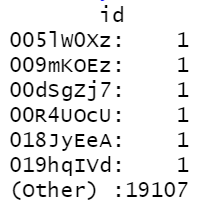 id
005lW0Xz: 1
009mKOEz: 1
00dSgZj7: 1
00R4UOcU: 1
018JyEeA: 1
019hqIVd: 1
(Other) :19107